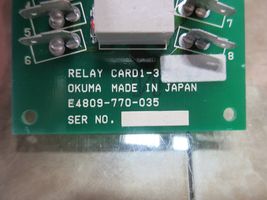 5
7
6
8
RELAY CARD1-3
OKUMA MADE IN JAPAN
E4809-770-035
SER NO.